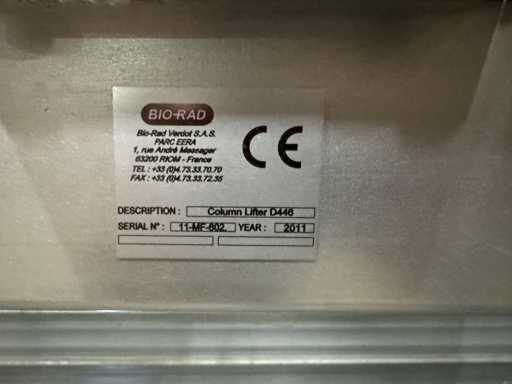 BIO-RAD
Bio-Rad Verdot S.A.S.
PARC EERA
1, rue André Messager
63200 RIOM - France
TEL : +33 (0)4.73.33.70.70
FAX : +33 (0)4.73.33.72.35
CE
DESCRIPTION : Column Lifter D446
SERIAL N° : 11-MF-602. YEAR : 2011